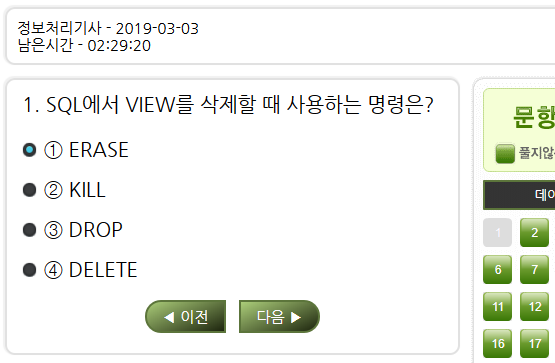 정보처리기사 - 2019-03-03
남은시간 - 02:29:20
1. SQL에서 VIEW를 삭제할 때 사용하는 명령은?
① ERASE
② KILL
③ DROP
④ DELETE
◀ 이전
다음 ▶
문항
풀지않
데이
1 2
6 7
11 12
16 17